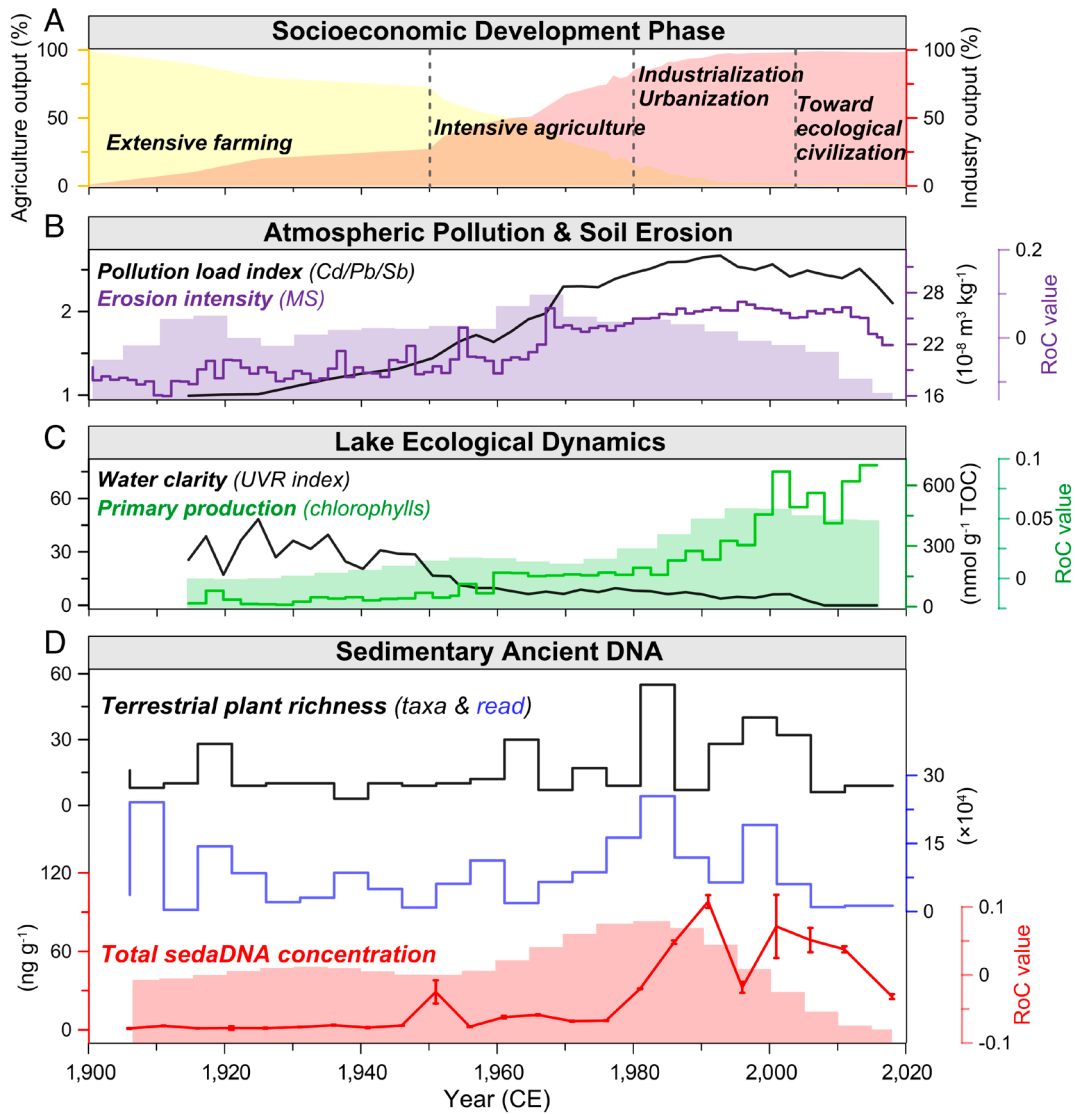 A
Socioeconomic Development Phase
Agriculture output (%)
100
50
0
Extensive farming
Intensive agriculture
Industrialization
Urbanization
Toward
ecological
civilization
100
50
0
Industry output (%)
B
Atmospheric Pollution & Soil Erosion
Pollution load index (Cd/Pb/Sb)
Erosion intensity (MS)
2
1
28
22
16
(10⁻⁸ m³ kg⁻¹)
0.2
0
RoC value
C
Lake Ecological Dynamics
Water clarity (UVR index)
Primary production (chlorophylls)
60
30
0
600
300
0
(nmol g⁻¹ TOC)
0.1
0.05
0
RoC value
D
Sedimentary Ancient DNA
Terrestrial plant richness (taxa & read)
60
30
0
30
15
0
(×10⁴)
120
60
0
(ng g⁻¹)
Total sedaDNA concentration
0.1
0
-0.1
RoC value
1,900
1,920
1,940
1,960
1,980
2,000
2,020
Year (CE)